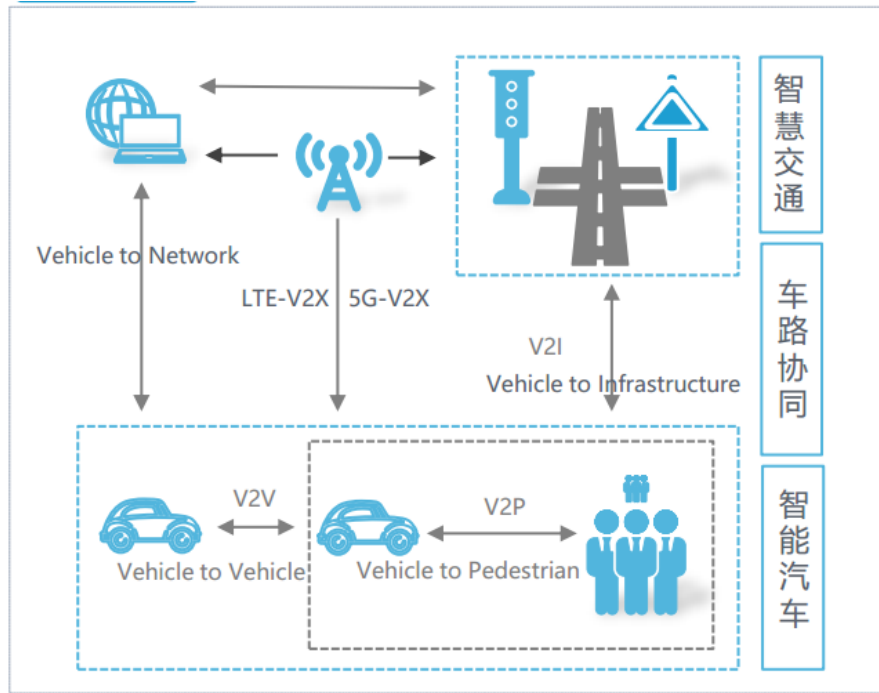 智慧交通
Vehicle to Network
LTE-V2X 5G-V2X
V2I
Vehicle to Infrastructure
车路协同
V2V
V2P
Vehicle to Vehicle
Vehicle to Pedestrian
智能汽车